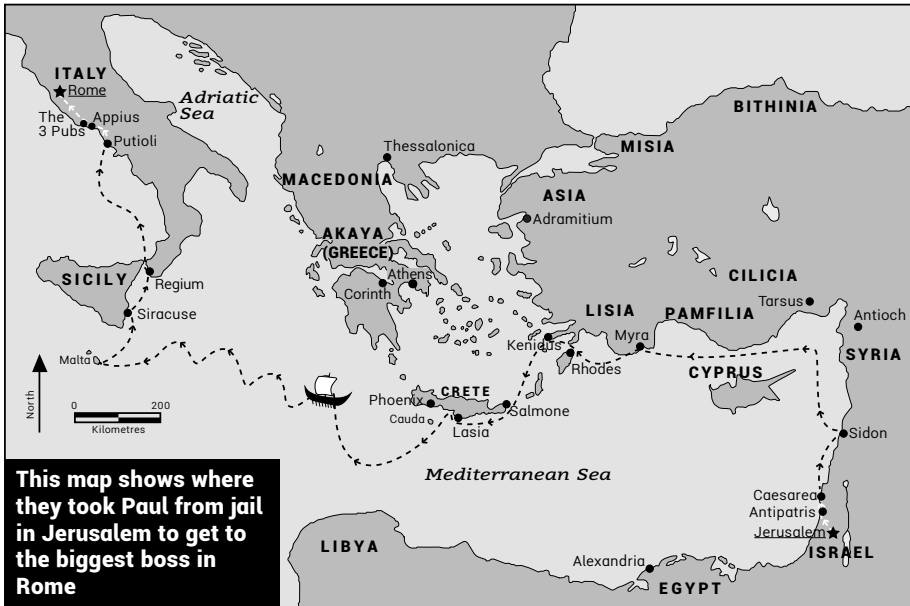 ITALY
Rome
Adriatic
Sea
The
3 Pubs
Appius
Putioli
BITHINIA
MISIA
Thessalonica
MACEDONIA
ASIA
Adramitium
AKAYA
(GREECE)
Athens
Corinth
SICILY
Regium
Siracuse
CILICIA
Tarsus
LISIA
PAMFILIA
Antioch
Malta
Kenidus
Myra
Rhodes
SYRIA
CYPRUS
North
0 200
Kilometres
CRETE
Phoenix
Cauda
Salmone
Lasia
Sidon
Mediterranean Sea
Caesarea
Antipatris
Jerusalem
ISRAEL
LIBYA
Alexandria
EGYPT
This map shows where
they took Paul from jail
in Jerusalem to get to
the biggest boss in
Rome